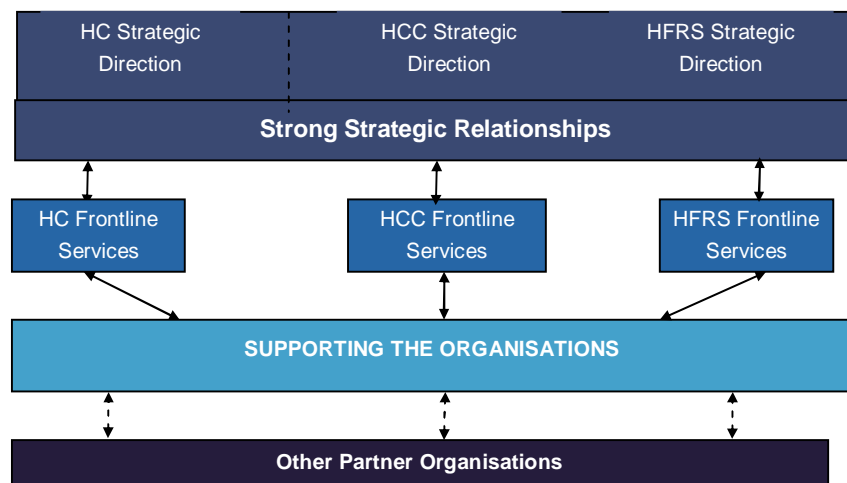 HC Strategic
Direction
HCC Strategic
Direction
HFRS Strategic
Direction
Strong Strategic Relationships
HC Frontline
Services
HCC Frontline
Services
HFRS Frontline
Services
SUPPORTING THE ORGANISATIONS
Other Partner Organisations